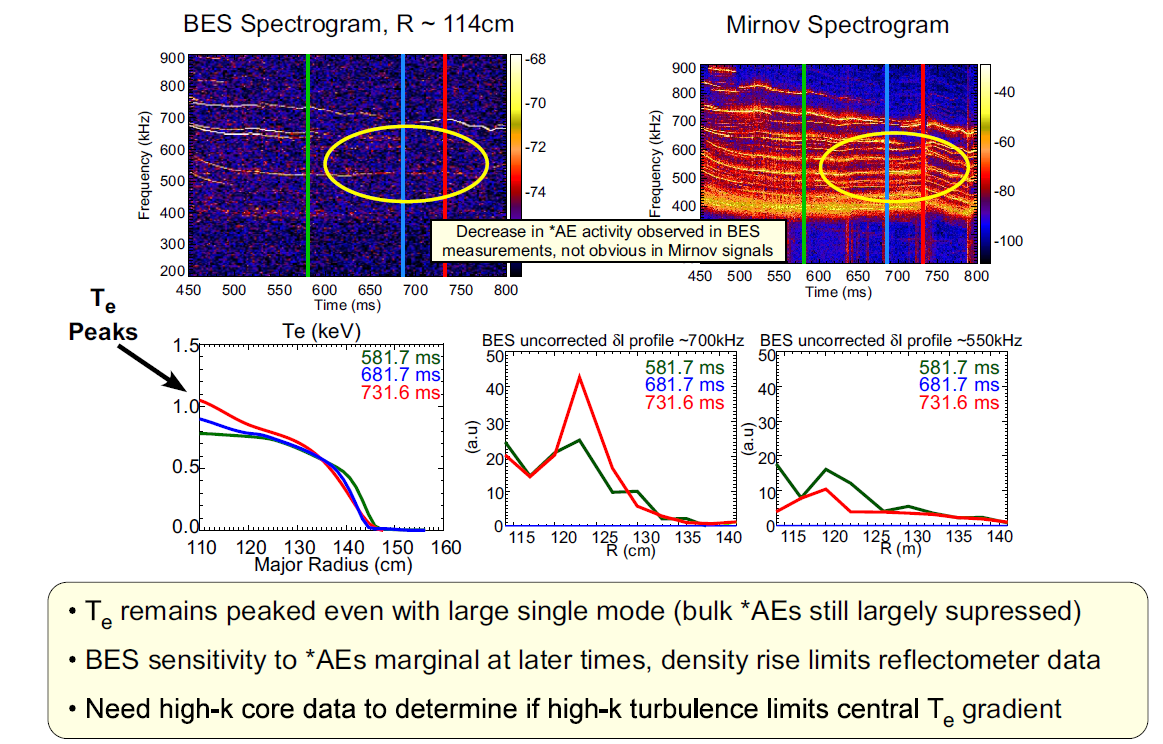 BES Spectrogram, R ~ 114cm
900
800
700
600
500
400
300
200
Frequency (kHz)
450 500 550 600 650 700 750 800
Time (ms)
-68
-70
-72
-74
Mirnov Spectrogram
900
800
700
600
500
400
Frequency (kHz)
450 500 550 600 650 700 750 800
Time (ms)
-40
-60
-80
-100
Decrease in *AE activity observed in BES
measurements, not obvious in Mirnov signals
Te
Peaks
Te (keV)
1.5
1.0
0.5
0.0
581.7 ms
681.7 ms
731.6 ms
110 120 130 140 150 160
Major Radius (cm)
BES uncorrected δI profile ~700kHz
50
40
30
20
10
0
(a.u)
581.7 ms
681.7 ms
731.6 ms
115 120 125 130 135 140
R (cm)
BES uncorrected δI profile ~550kHz
50
40
30
20
10
0
(a.u)
581.7 ms
681.7 ms
731.6 ms
115 120 125 130 135 140
R (m)
• Te remains peaked even with large single mode (bulk *AEs still largely supressed)
• BES sensitivity to *AEs marginal at later times, density rise limits reflectometer data
• Need high-k core data to determine if high-k turbulence limits central Te gradient